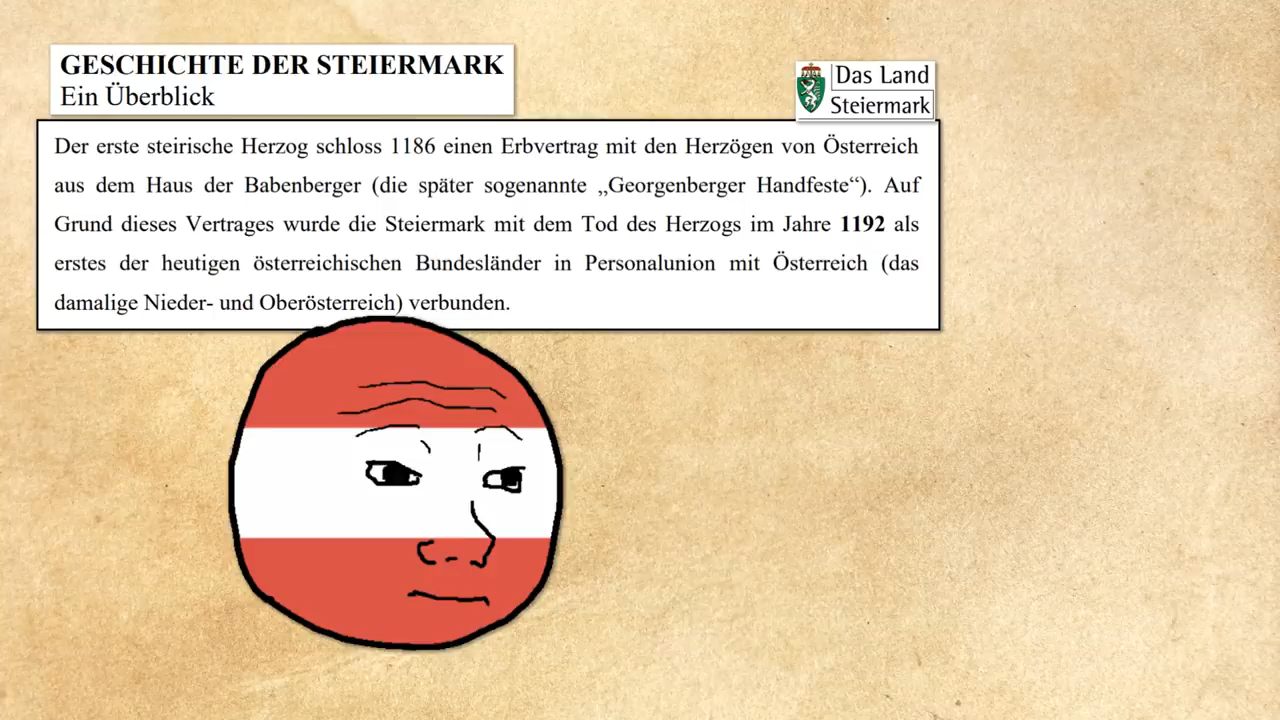 GESCHICHTE DER STEIERMARK
Ein Überblick
Das Land
Steiermark
Der erste steirische Herzog schloss 1186 einen Erbvertrag mit den Herzögen von Österreich
aus dem Haus der Babenberger (die später sogenannte „Georgenberger Handfeste“). Auf
Grund dieses Vertrages wurde die Steiermark mit dem Tod des Herzogs im Jahre 1192 als
erstes der heutigen österreichischen Bundesländer in Personalunion mit Österreich (das
damalige Nieder- und Oberösterreich) verbunden.